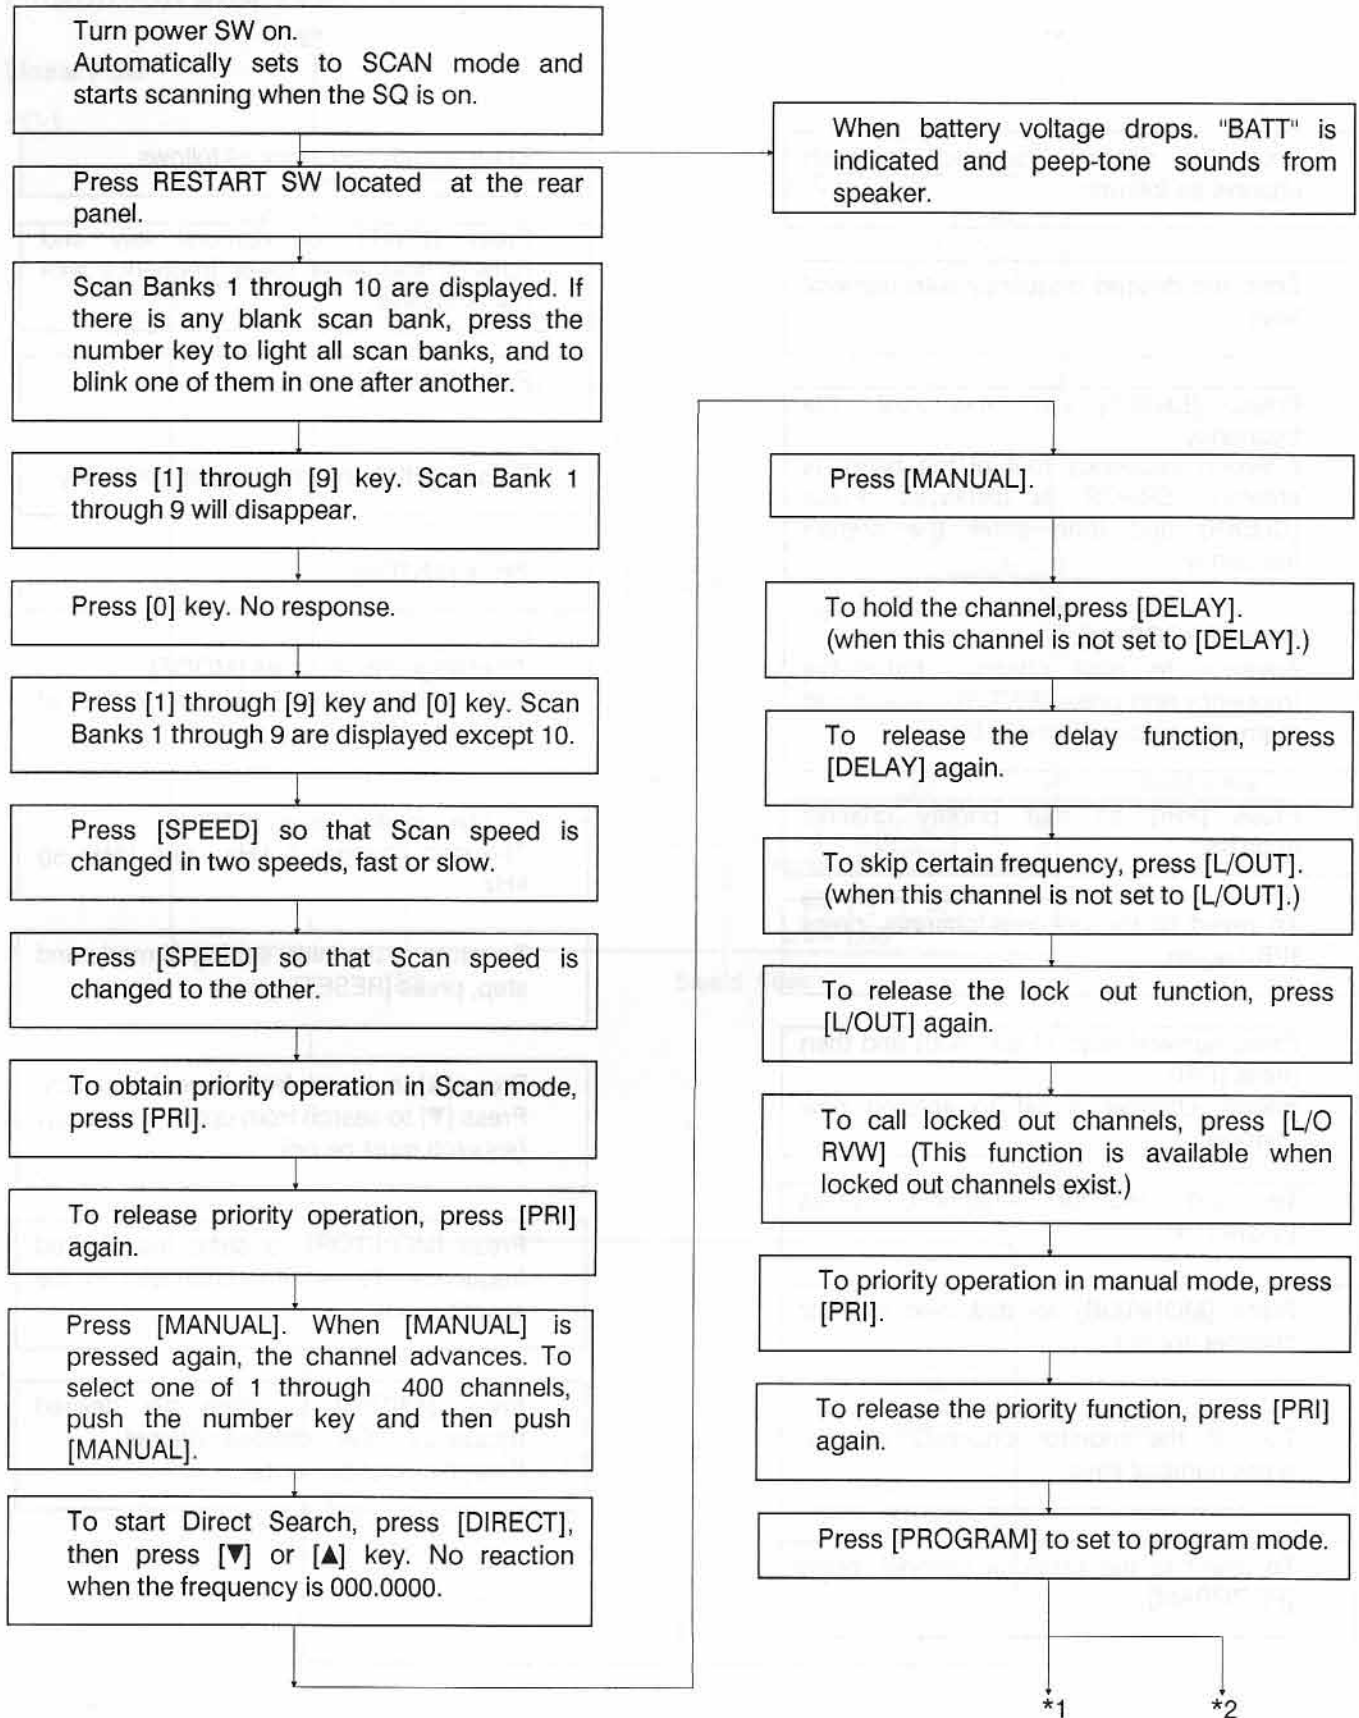 Turn power SW on.
Automatically sets to SCAN mode and
starts scanning when the SQ is on.
When battery voltage drops. "BATT" is
indicated and peep-tone sounds from
speaker.
Press RESTART SW located at the rear
panel.
Scan Banks 1 through 10 are displayed. If
there is any blank scan bank, press the
number key to light all scan banks, and to
blink one of them in one after another.
Press [1] through [9] key. Scan Bank 1
through 9 will disappear.
Press [0] key. No response.
Press [1] through [9] key and [0] key. Scan
Banks 1 through 9 are displayed except 10.
Press [SPEED] so that Scan speed is
changed in two speeds, fast or slow.
Press [SPEED] so that Scan speed is
changed to the other.
To obtain priority operation in Scan mode,
press [PRI].
To release priority operation, press [PRI]
again.
Press [MANUAL]. When [MANUAL] is
pressed again, the channel advances. To
select one of 1 through 400 channels,
push the number key and then push
[MANUAL].
To start Direct Search, press [DIRECT],
then press [▼] or [▲] key. No reaction
when the frequency is 000.0000.
Press [MANUAL].
To hold the channel,press [DELAY].
(when this channel is not set to [DELAY].)
To release the delay function, press
[DELAY] again.
To skip certain frequency, press [L/OUT].
(when this channel is not set to [L/OUT].)
To release the lock out function, press
[L/OUT] again.
To call locked out channels, press [L/O
RVW] (This function is available when
locked out channels exist.)
To priority operation in manual mode, press
[PRI].
To release the priority function, press [PRI]
again.
Press [PROGRAM] to set to program mode.
*1
*2